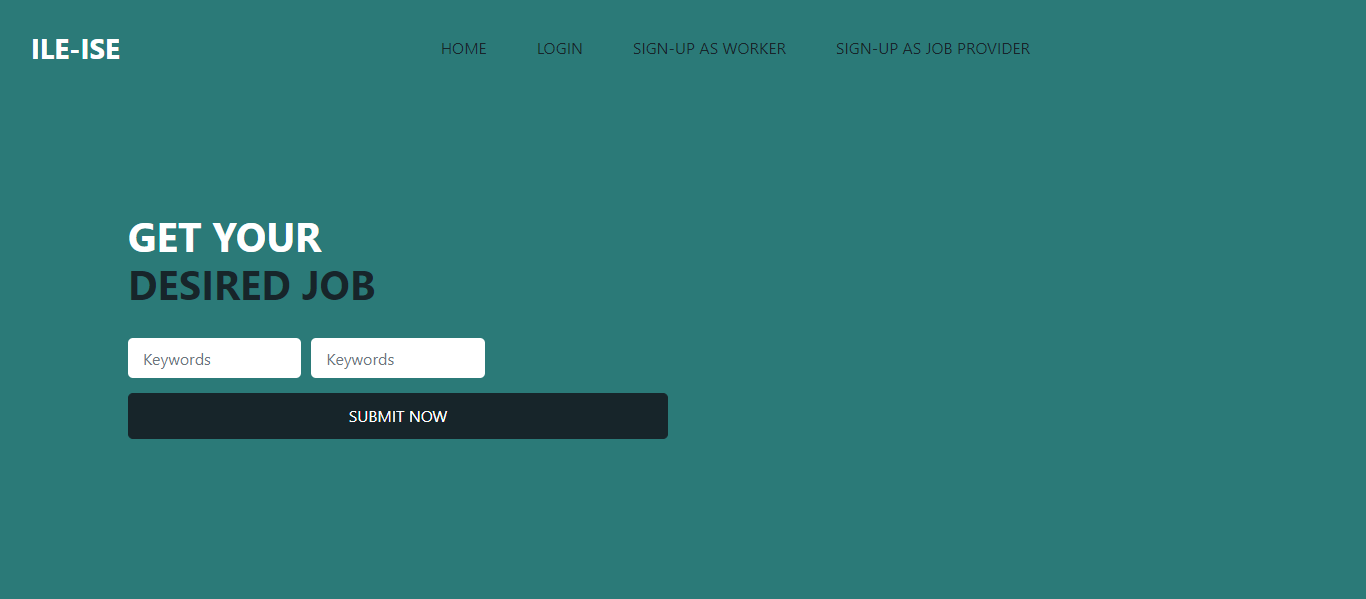 ILE-ISE
HOME LOGIN SIGN-UP AS WORKER SIGN-UP AS JOB PROVIDER
GET YOUR
DESIRED JOB
Keywords Keywords
SUBMIT NOW